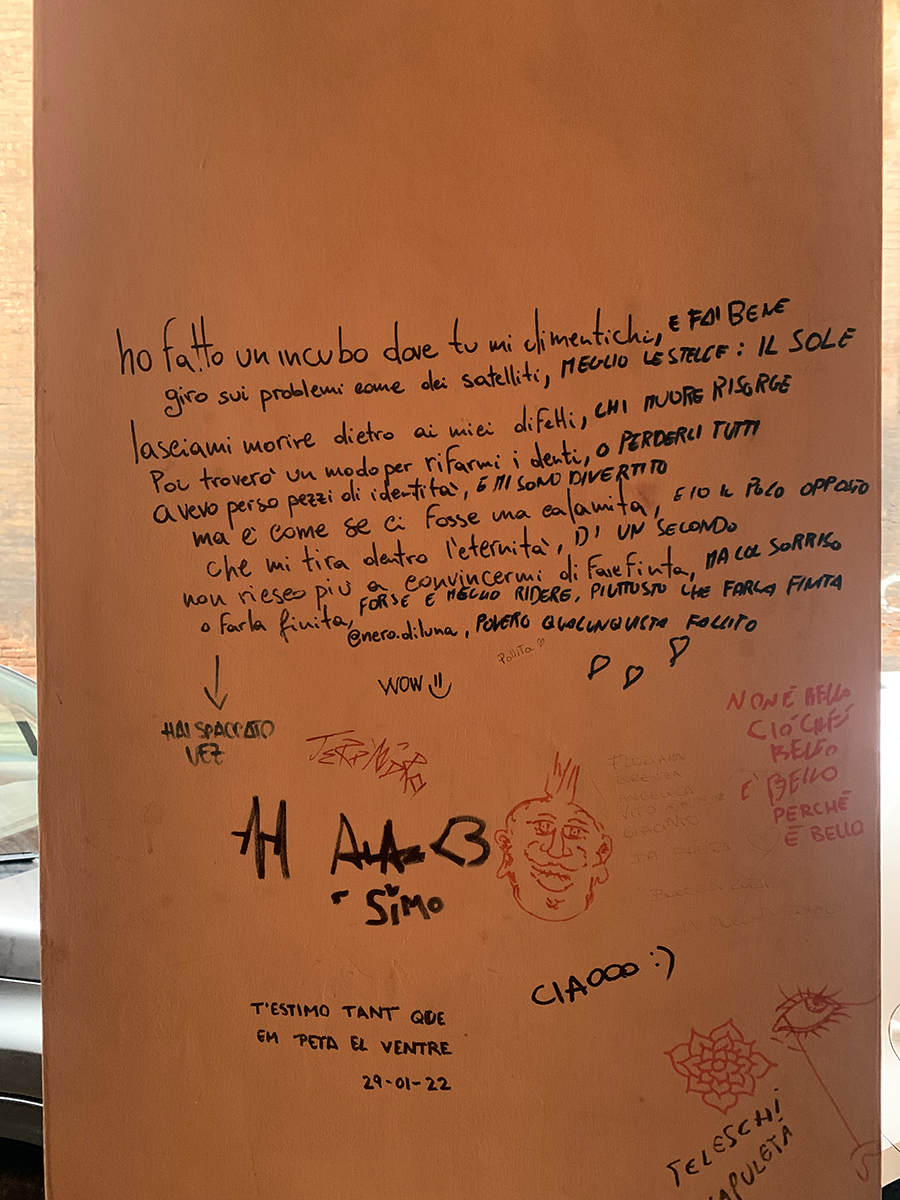 ho fatto un incubo dove tu mi dimentichi, E FAI BENE
giro sui problemi come dei satelliti, MEGLIO LE STELLE: IL SOLE
lasciami morire dietro ai miei difetti, CHI MUORE RISORGE
Poi troverò un modo per rifarmi i denti, O PERDERLI TUTTI
avevo perso pezzi di identità, E MI SONO DIVERTITO
ma è come se ci fosse una calamita, E IO IL POLO OPPOSTO
che mi tira dentro l'eternità, DI UN SECONDO
non riesco più a convincermi di fare finta, MA COL SORRISO
o farla finita, FORSE È MEGLIO RIDERE, PIUTTOSTO CHE FARLA FINITA
@nero.diluna, POVERO QUALUNQUISTA FALLITO
Pollita
WOW
HAI SPACCATO
VEZ
NON È BELLO
CIÒ CHE È
BELLO
È BELLO
PERCHÉ
È BELLO
ANGELICA
SIMO
CIAOOO :)
T'ESTIMO TANT QUE
EM PETA EL VENTRE
29-01-22
TELESCHI